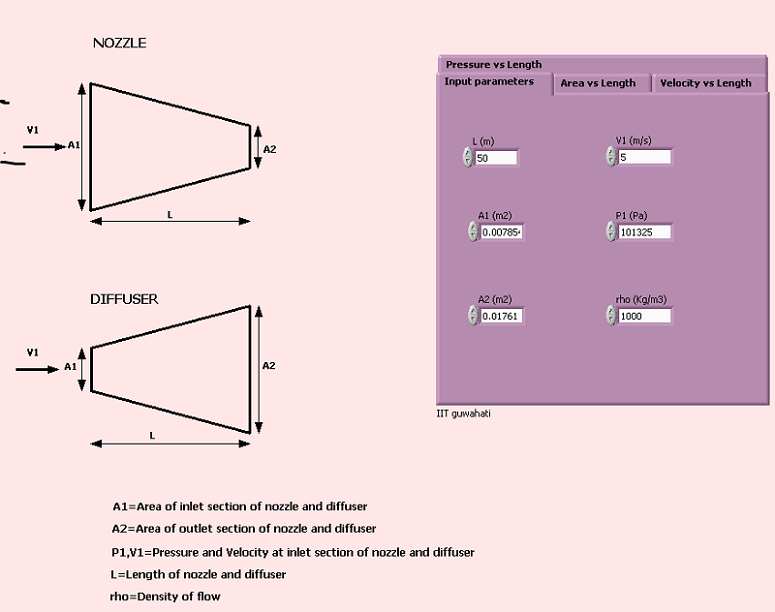 NOZZLE
V1
A1
A2
L
DIFFUSER
V1
A1
A2
L
Pressure vs Length
Input parameters Area vs Length Velocity vs Length
L (m) V1 (m/s)
50 5
A1 (m2) P1 (Pa)
0.00785 101325
A2 (m2) rho (Kg/m3)
0.01761 1000
IIT guwahati
A1=Area of inlet section of nozzle and diffuser
A2=Area of outlet section of nozzle and diffuser
P1,V1=Pressure and Velocity at inlet section of nozzle and diffuser
L=Length of nozzle and diffuser
rho=Density of flow